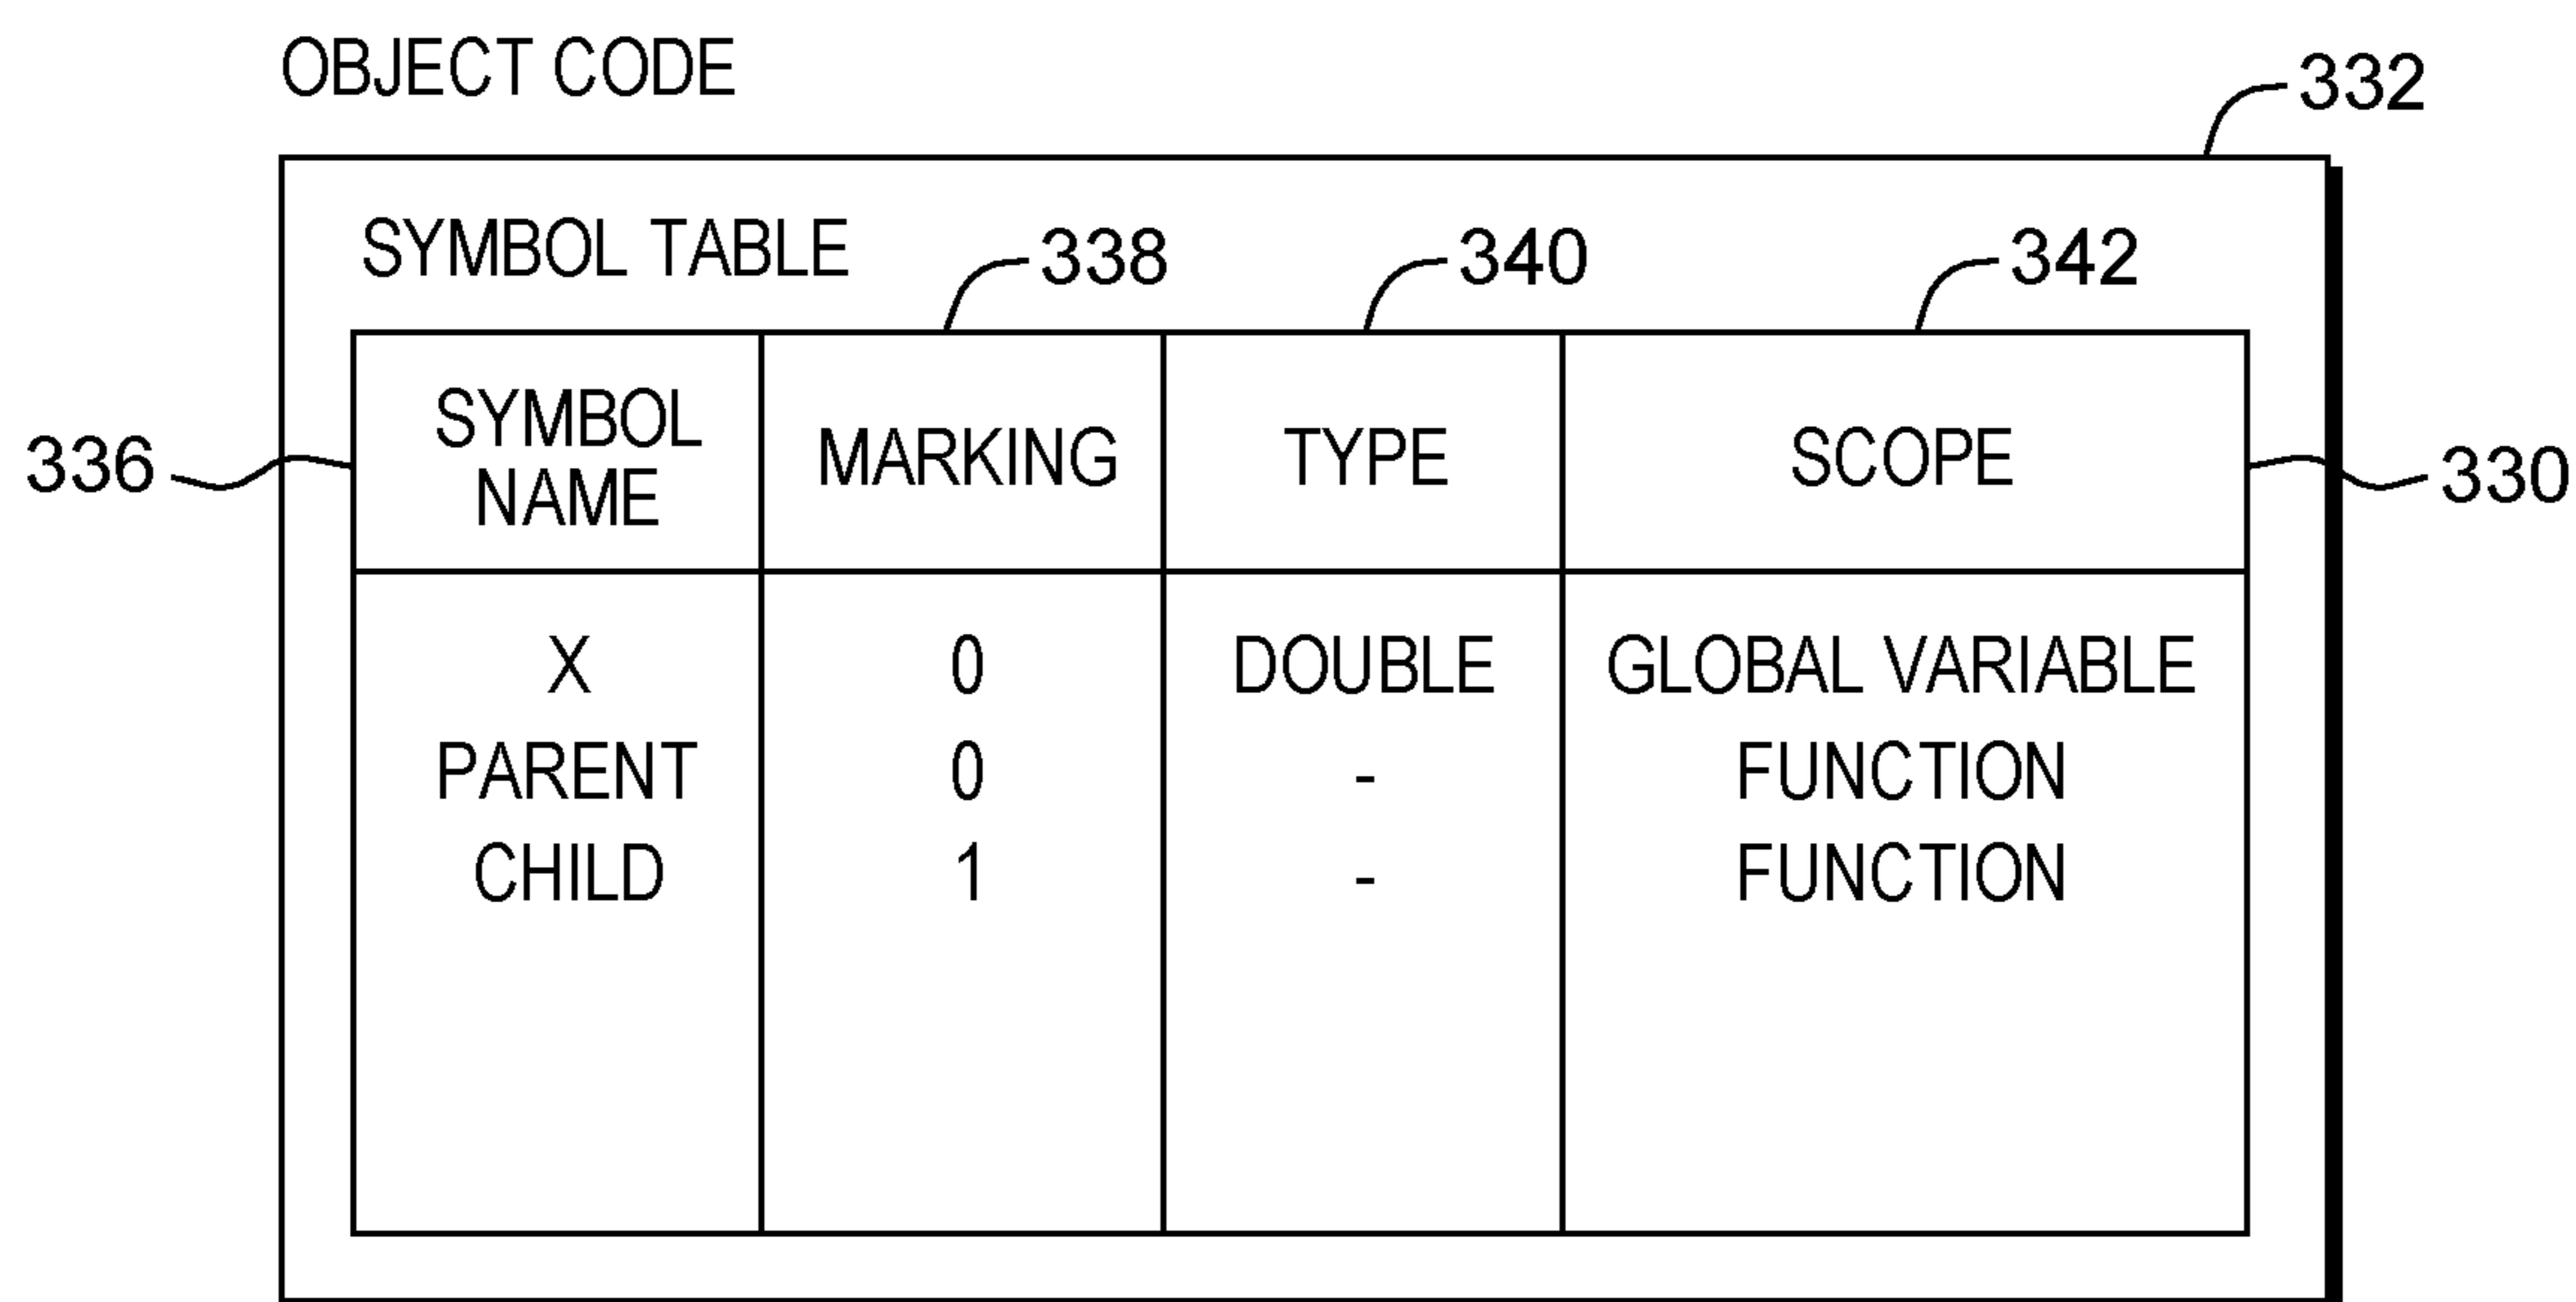 OBJECT CODE
332
SYMBOL TABLE
338
340
342
336
SYMBOL
NAME
MARKING
TYPE
SCOPE
330
X 0 DOUBLE GLOBAL VARIABLE
PARENT 0 - FUNCTION
CHILD 1 - FUNCTION